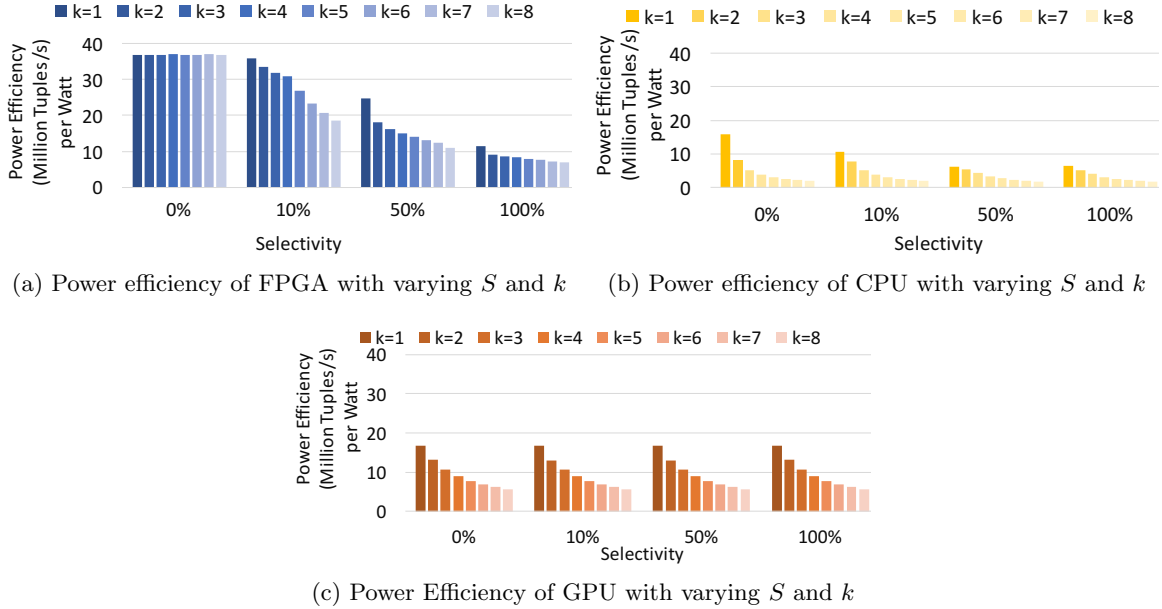 k=1 k=2 k=3 k=4 k=5 k=6 k=7 k=8
Power Efficiency
(Million Tuples/s)
per Watt
40
30
20
10
0
0% 10% 50% 100%
Selectivity
(a) Power efficiency of FPGA with varying S and k
k=1 k=2 k=3 k=4 k=5 k=6 k=7 k=8
Power Efficiency
(Million Tuples/s)
per Watt
40
30
20
10
0
0% 10% 50% 100%
Selectivity
(b) Power efficiency of CPU with varying S and k
k=1 k=2 k=3 k=4 k=5 k=6 k=7 k=8
Power Efficiency
(Million Tuples/s)
per Watt
40
30
20
10
0
0% 10% 50% 100%
Selectivity
(c) Power Efficiency of GPU with varying S and k